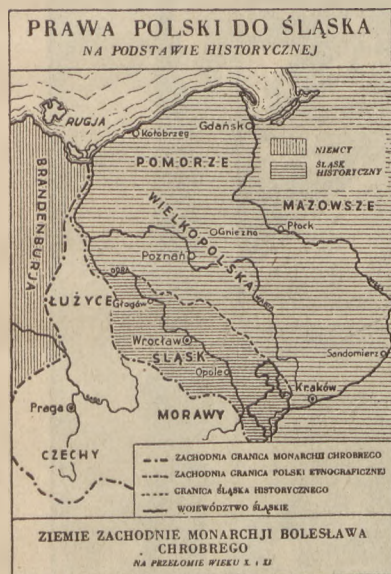 PRAWA POLSKI DO ŚLĄSKA
NA PODSTAWIE HISTORYCZNEJ
RUGJA
Kołobrzeg
Gdańsk
NIEMCY
ŚLĄSK
HISTORYCZNY
BRANDENBURJA
POMORZE
MAZOWSZE
WIELKOPOLSKA
Gniezno
Płock
Poznań
WARTA
ODRA
ŁUŻYCE
Głogów
Wrocław
ŚLĄSK
Opole
Sandomierz
Kraków
Praga
MORAWY
CZECHY
ZACHODNIA GRANICA MONARCHJI CHROBREGO
ZACHODNIA GRANICA POLSKI ETNOGRAFICZNEJ
GRANICA ŚLĄSKA HISTORYCZNEGO
WOJEWÓDZTWO ŚLĄSKIE
ZIEMIE ZACHODNIE MONARCHJI BOLESŁAWA
CHROBREGO
NA PRZEŁOMIE WIEKU X. i XI